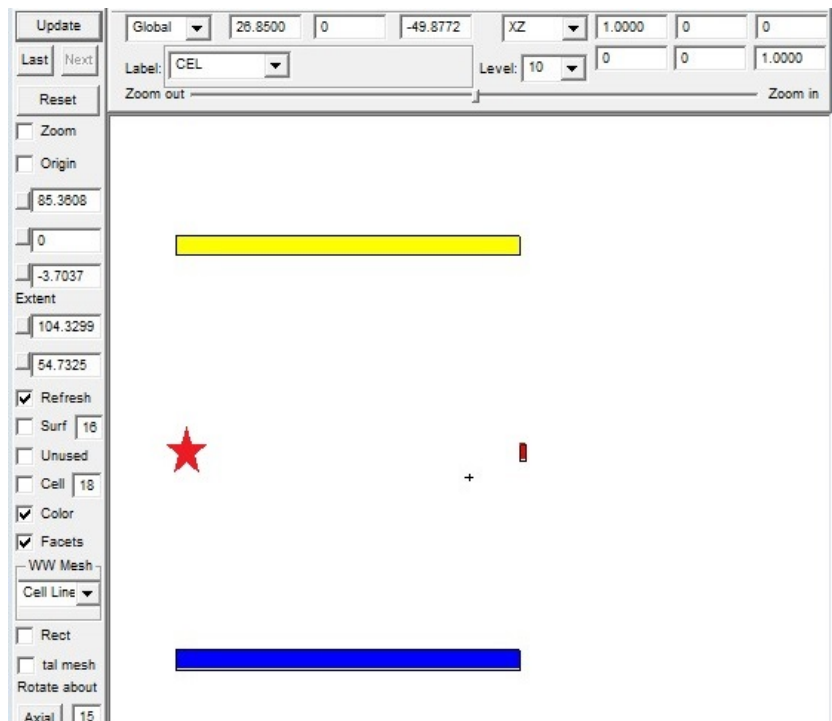 Update Global 26.8500 0 -49.8772 XZ 1.0000 0 0
Last Next Label: CEL Level: 10 0 0 1.0000
Reset Zoom out Zoom in
Zoom
Origin
85.3608
0
-3.7037
Extent
104.3299
54.7325
Refresh
Surf 16
Unused
Cell 18
Color
Facets
WW Mesh
Cell Line
Rect
tal mesh
Rotate about
Axial 15